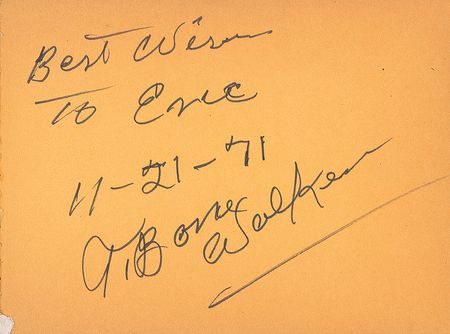 Best Wishes
To Eric
11-21-71
T. Bone
Walker